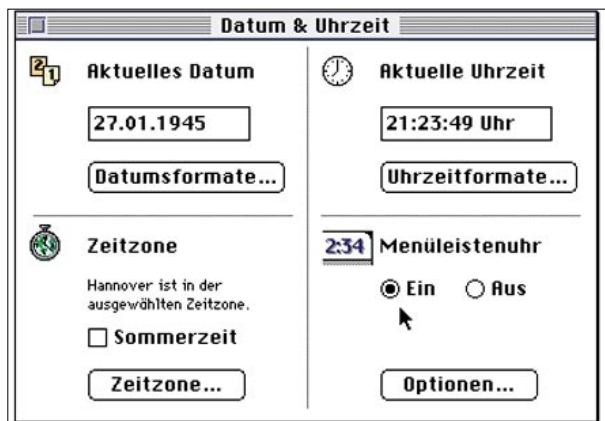 Datum & Uhrzeit
21
Aktuelles Datum
27.01.1945
Datumsformate...
Aktuelle Uhrzeit
21:23:49 Uhr
Uhrzeitformate...
Zeitzone
Hannover ist in der
ausgewählten Zeitzone.
Sommerzeit
Zeitzone...
2:34
Menüleistenuhr
Ein
Aus
Optionen...